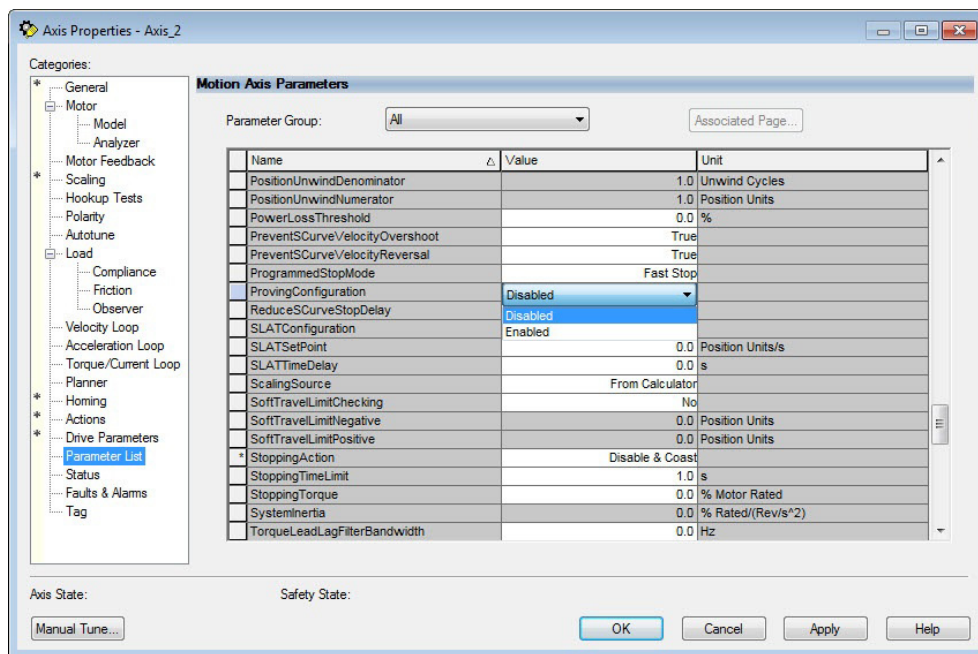 Axis Properties - Axis_2
Categories:
* General
Motor
Model
Analyzer
Motor Feedback
* Scaling
Hookup Tests
Polarity
Autotune
Load
Compliance
Friction
Observer
Velocity Loop
Acceleration Loop
Torque/Current Loop
Planner
* Homing
* Actions
* Drive Parameters
Parameter List
Status
Faults & Alarms
Tag
Motion Axis Parameters
Parameter Group: All Associated Page...
Name Value Unit
PositionUnwindDenominator 1.0 Unwind Cycles
PositionUnwindNumerator 1.0 Position Units
PowerLossThreshold 0.0 %
PreventSCurveVelocityOvershoot True
PreventSCurveVelocityReversal True
ProgrammedStopMode Fast Stop
ProvingConfiguration Disabled
ReduceSCurveStopDelay Disabled
SLATConfiguration Enabled
SLATSetPoint 0.0 Position Units/s
SLATTimeDelay 0.0 s
ScalingSource From Calculator
SoftTravelLimitChecking No
SoftTravelLimitNegative 0.0 Position Units
SoftTravelLimitPositive 0.0 Position Units
* StoppingAction Disable & Coast
StoppingTimeLimit 1.0 s
StoppingTorque 0.0 % Motor Rated
SystemInertia 0.0 % Rated/(Rev/s^2)
TorqueLeadLagFilterBandwidth 0.0 Hz
Axis State: Safety State:
Manual Tune... OK Cancel Apply Help